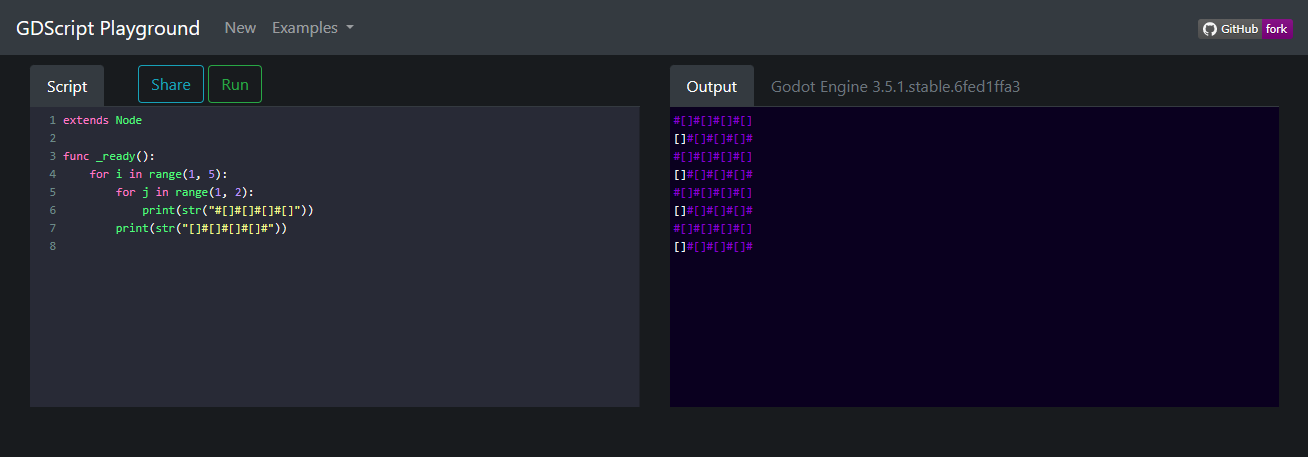 GDScript Playground New Examples GitHub fork
Script Share Run
1 extends Node
2
3 func _ready():
4     for i in range(1, 5):
5         for j in range(1, 2):
6             print(str("#[]#[]#[]#[]"))
7         print(str("[]#[]#[]#[]#"))
8
Output Godot Engine 3.5.1.stable.6fed1ffa3
#[]#[]#[]#[]
[]#[]#[]#[]#
#[]#[]#[]#[]
[]#[]#[]#[]#
#[]#[]#[]#[]
[]#[]#[]#[]#
#[]#[]#[]#[]
[]#[]#[]#[]#